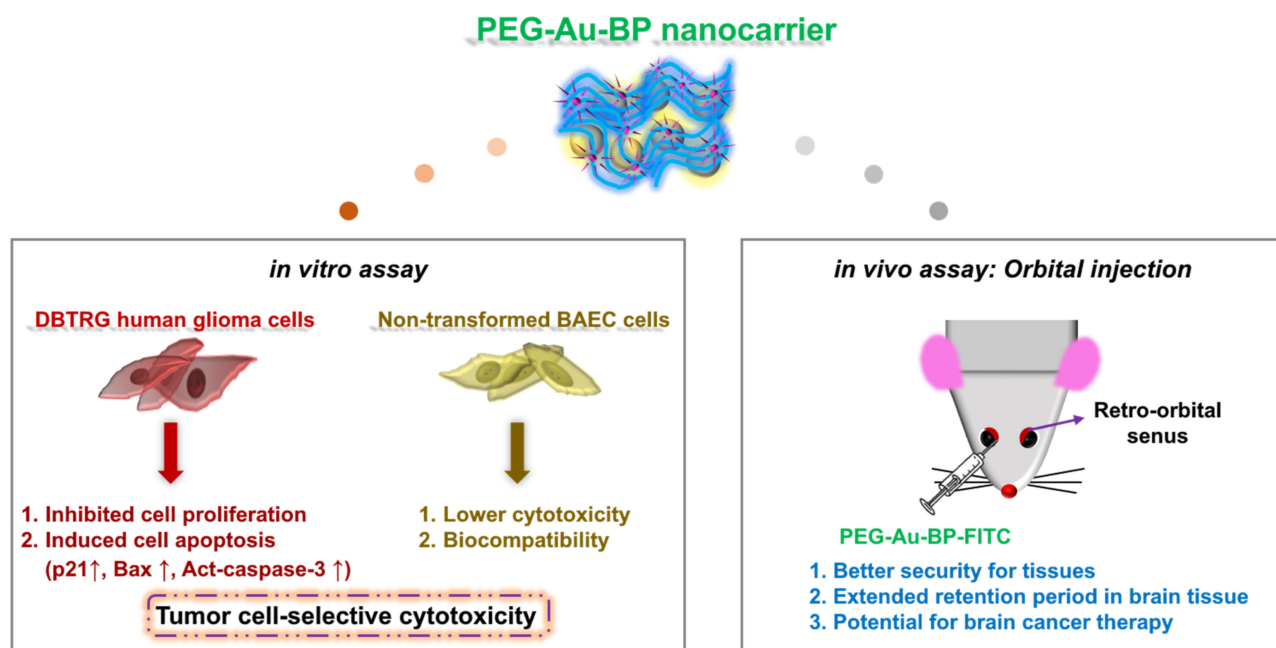 PEG-Au-BP nanocarrier
in vitro assay
DBTRG human glioma cells
Non-transformed BAEC cells
1. Inhibited cell proliferation
2. Induced cell apoptosis
(p21↑, Bax ↑, Act-caspase-3 ↑)
1. Lower cytotoxicity
2. Biocompatibility
Tumor cell-selective cytotoxicity
in vivo assay: Orbital injection
Retro-orbital
senus
PEG-Au-BP-FITC
1. Better security for tissues
2. Extended retention period in brain tissue
3. Potential for brain cancer therapy